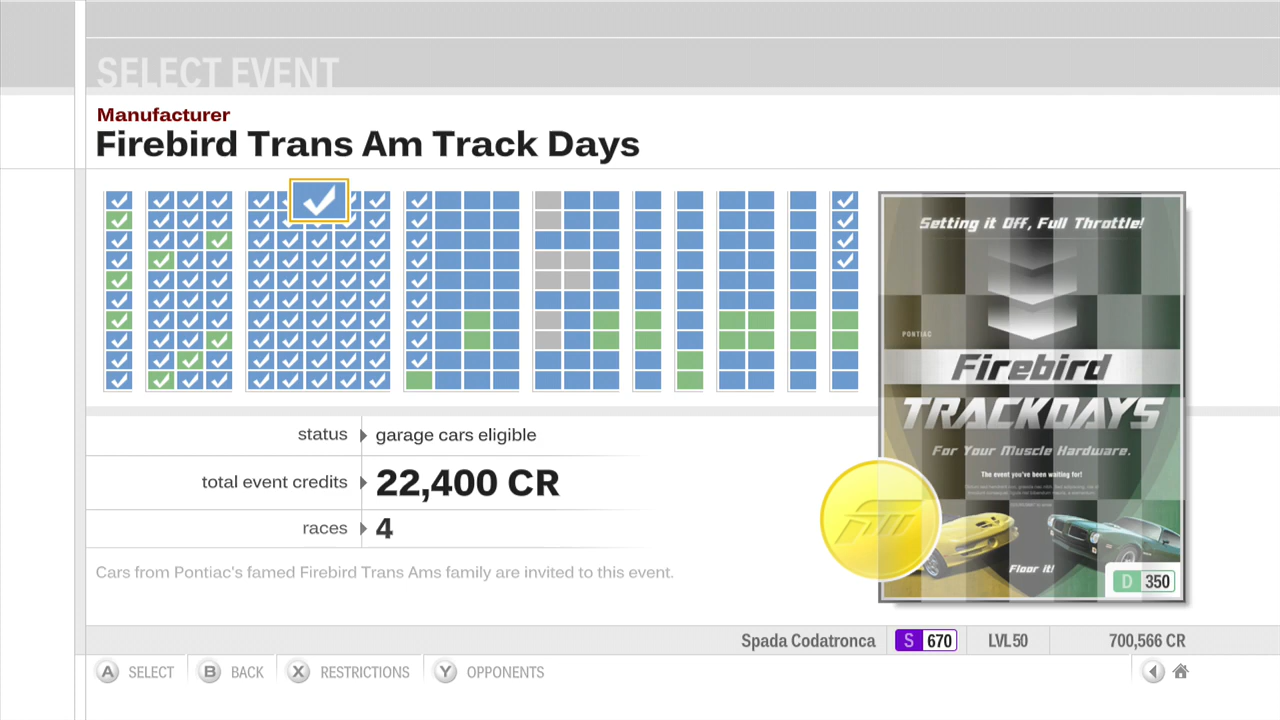 SELECT EVENT
Manufacturer
Firebird Trans Am Track Days
Setting it Off, Full Throttle!
PONTIAC
Firebird
TRACKDAYS
For Your Muscle Hardware.
The event you've been waiting for!
Floor it!
D 350
status garage cars eligible
total event credits 22,400 CR
races 4
Cars from Pontiac's famed Firebird Trans Ams family are invited to this event.
Spada Codatronca S 670 LVL50 700,566 CR
A SELECT B BACK X RESTRICTIONS Y OPPONENTS